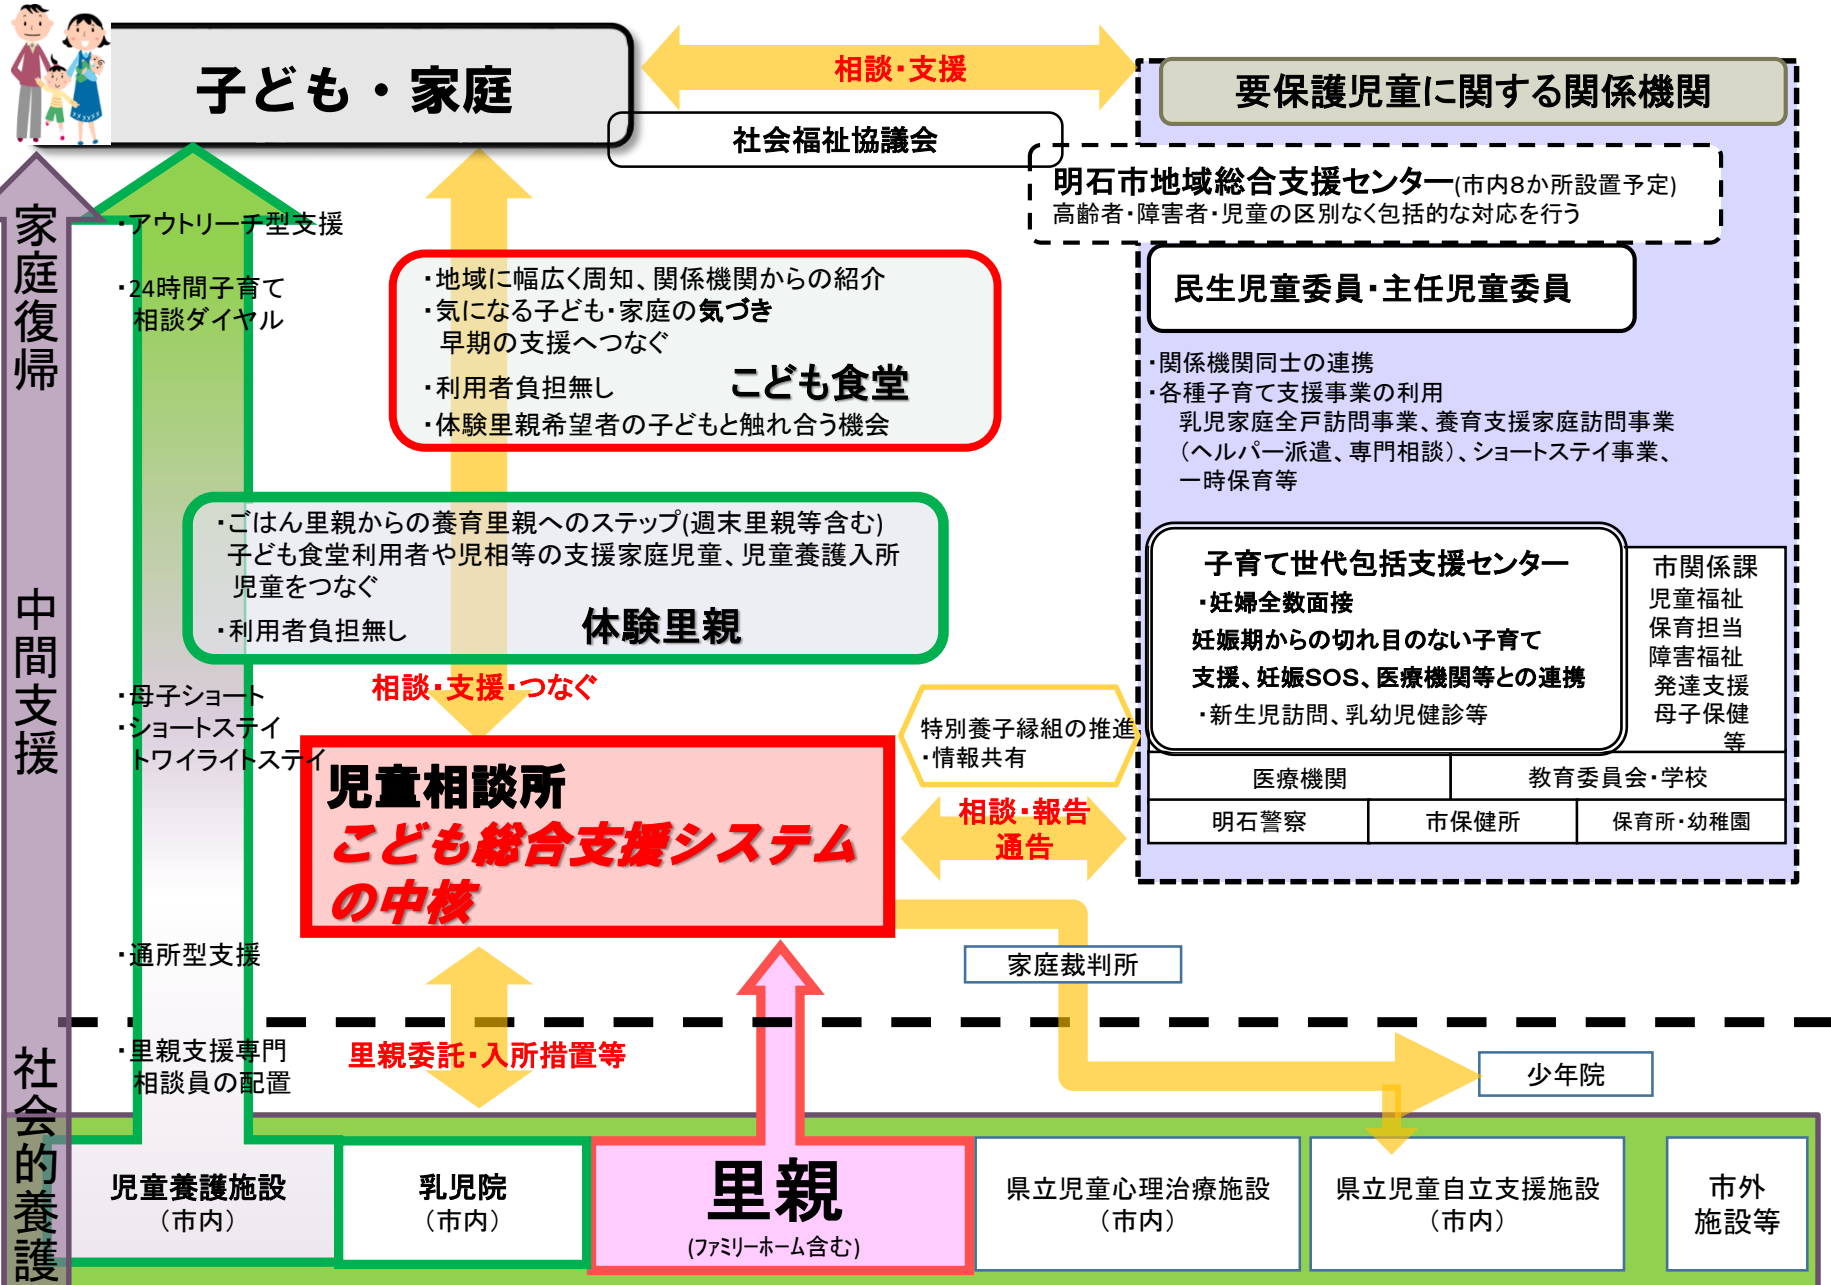 子ども・家庭
相談・支援
社会福祉協議会
要保護児童に関する関係機関
明石市地域総合支援センター(市内8か所設置予定)
高齢者・障害者・児童の区別なく包括的な対応を行う
民生児童委員・主任児童委員
・関係機関同士の連携
・各種子育て支援事業の利用
乳児家庭全戸訪問事業、養育支援家庭訪問事業
（ヘルパー派遣、専門相談）、ショートステイ事業、
一時保育等
子育て世代包括支援センター
・妊婦全数面接
妊娠期からの切れ目のない子育て
支援、妊娠SOS、医療機関等との連携
・新生児訪問、乳幼児健診等
市関係課
児童福祉
保育担当
障害福祉
発達支援
母子保健
等
医療機関
教育委員会・学校
明石警察
市保健所
保育所・幼稚園
家庭復帰
中間支援
社会的養護
・アウトリーチ型支援
・24時間子育て
相談ダイヤル
・母子ショート
・ショートステイ
トワイライトステイ
・通所型支援
・里親支援専門
相談員の配置
・地域に幅広く周知、関係機関からの紹介
・気になる子ども・家庭の気づき
早期の支援へつなぐ
・利用者負担無し
こども食堂
・体験里親希望者の子どもと触れ合う機会
・ごはん里親からの養育里親へのステップ(週末里親等含む)
子ども食堂利用者や児相等の支援家庭児童、児童養護入所
児童をつなぐ
・利用者負担無し
体験里親
相談・支援・つなぐ
児童相談所
こども総合支援システム
の中核
特別養子縁組の推進
・情報共有
相談・報告
通告
家庭裁判所
里親委託・入所措置等
少年院
児童養護施設
（市内）
乳児院
（市内）
里親
(ファミリーホーム含む)
県立児童心理治療施設
（市内）
県立児童自立支援施設
（市内）
市外
施設等